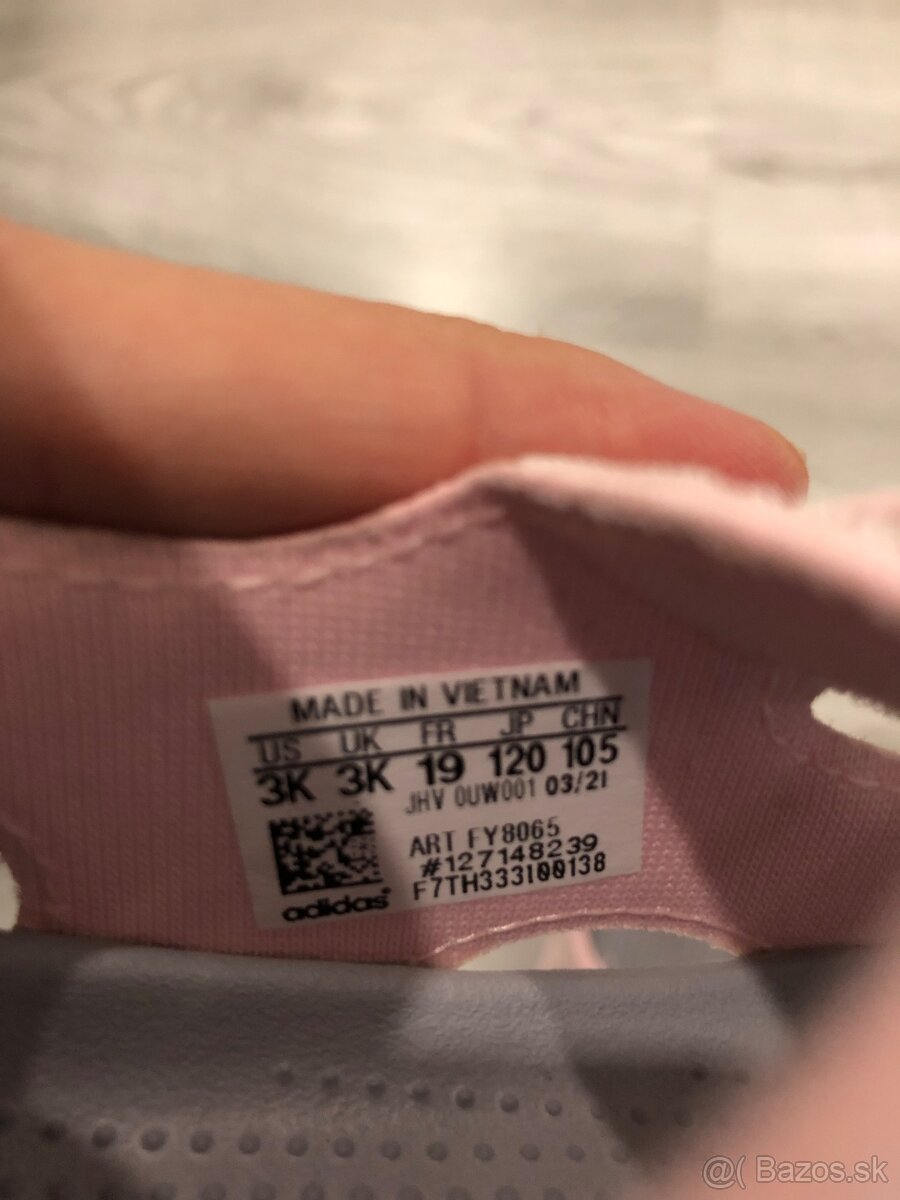 MADE IN VIETNAM
US UK FR JP CHN
3K 3K 19 120 105
JHV 0UW001 03/21
ART FY8065
#127148239
F7TH333I00138
adidas
@( Bazos.sk